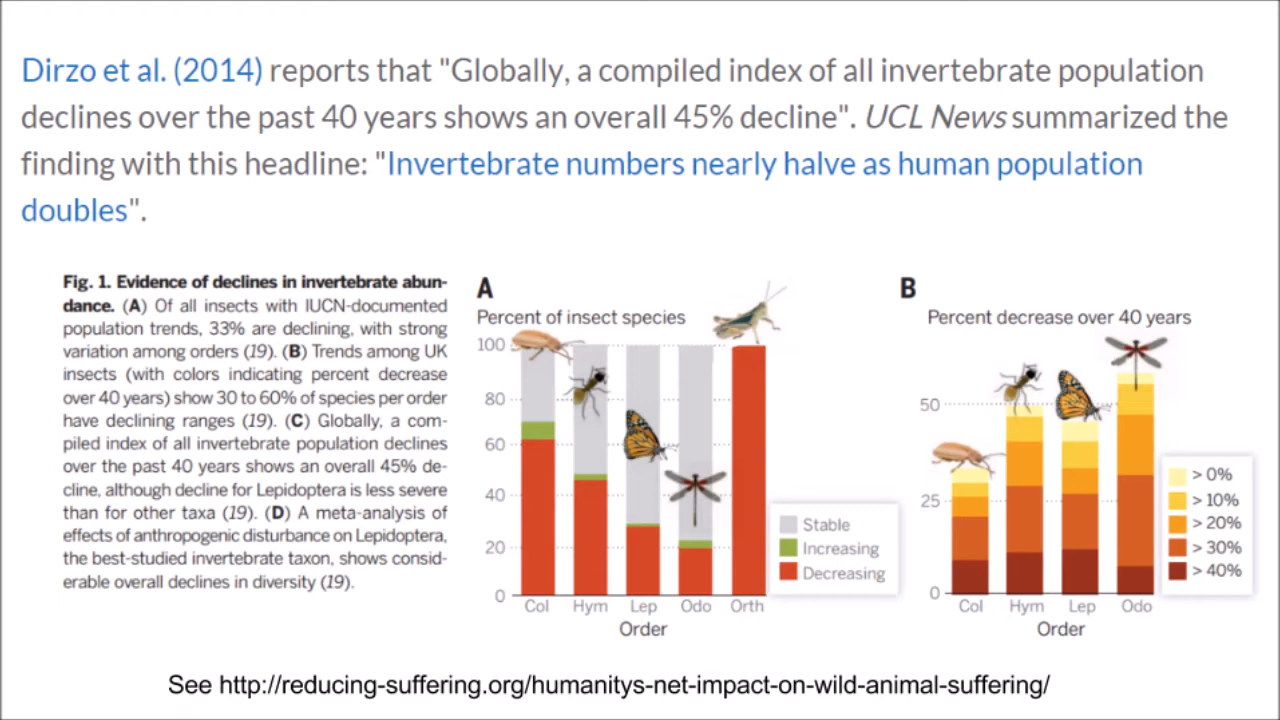 Dirzo et al. (2014) reports that "Globally, a compiled index of all invertebrate population
declines over the past 40 years shows an overall 45% decline". UCL News summarized the
finding with this headline: "Invertebrate numbers nearly halve as human population
doubles".
Fig. 1. Evidence of declines in invertebrate abun-
dance. (A) Of all insects with IUCN-documented
population trends, 33% are declining, with strong
variation among orders (19). (B) Trends among UK
insects (with colors indicating percent decrease
over 40 years) show 30 to 60% of species per order
have declining ranges (19). (C) Globally, a com-
piled index of all invertebrate population declines
over the past 40 years shows an overall 45% de-
cline, although decline for Lepidoptera is less severe
than for other taxa (19). (D) A meta-analysis of
effects of anthropogenic disturbance on Lepidoptera,
the best-studied invertebrate taxon, shows consid-
erable overall declines in diversity (19).
A
Percent of insect species
100
80
60
40
20
0
Col Hym Lep Odo Orth
Order
Stable
Increasing
Decreasing
B
Percent decrease over 40 years
50
25
0
Col Hym Lep Odo
Order
> 0%
> 10%
> 20%
> 30%
> 40%
See http://reducing-suffering.org/humanitys-net-impact-on-wild-animal-suffering/